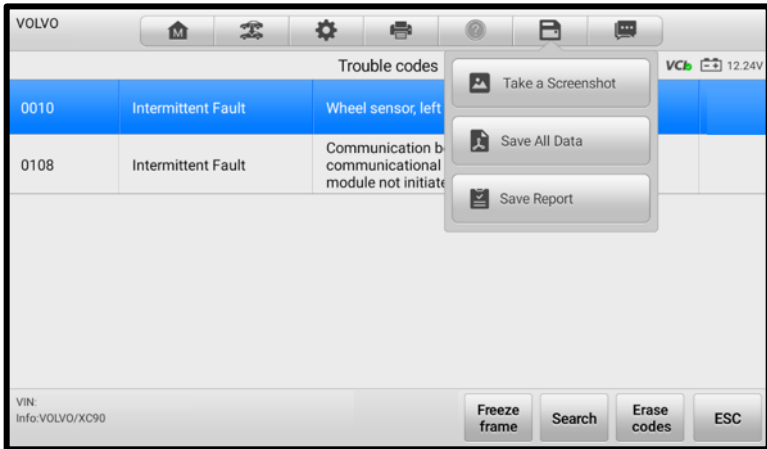 VOLVO
M
Trouble codes
VCI 12.24V
Take a Screenshot
0010 Intermittent Fault Wheel sensor, left
Save All Data
0108 Intermittent Fault Communication b
communicational
module not initiate
Save Report
VIN:
Info:VOLVO/XC90
Freeze frame
Search
Erase codes
ESC